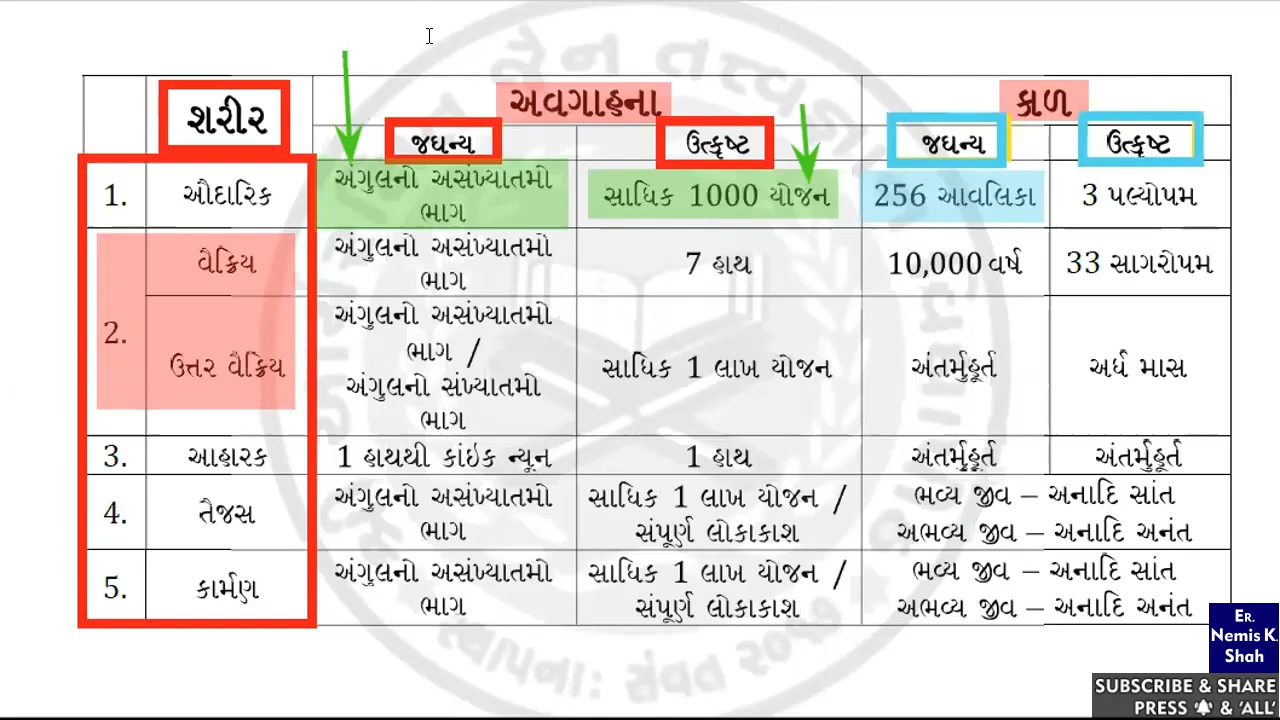 શરીર
અવગાહના
કાળ
જઘન્ય
ઉત્કૃષ્ટ
જઘન્ય
ઉત્કૃષ્ટ
1. ઔદારિક
અંગુલનો અસંખ્યાતમો
ભાગ
સાધિક 1000 યોજન
256 આવલિકા
3 પલ્યોપમ
2.
વૈક્રિય
અંગુલનો અસંખ્યાતમો
ભાગ
7 હાથ
10,000 વર્ષ
33 સાગરોપમ
ઉત્તર વૈક્રિય
અંગુલનો અસંખ્યાતમો
ભાગ /
અંગુલનો સંખ્યાતમો
ભાગ
સાધિક 1 લાખ યોજન
અંતર્મુહૂર્ત
અર્ધ માસ
3. આહારક
1 હાથથી કાંઇક ન્યૂન
1 હાથ
અંતર્મુહૂર્ત
અંતર્મુહૂર્ત
4. તૈજસ
અંગુલનો અસંખ્યાતમો
ભાગ
સાધિક 1 લાખ યોજન /
સંપૂર્ણ લોકાકાશ
ભવ્ય જીવ – અનાદિ સાંત
અભવ્ય જીવ – અનાદિ અનંત
5. કાર્મણ
અંગુલનો અસંખ્યાતમો
ભાગ
સાધિક 1 લાખ યોજન /
સંપૂર્ણ લોકાકાશ
ભવ્ય જીવ – અનાદિ સાંત
અભવ્ય જીવ – અનાદિ અનંત
સ્થાપના: સંવત ૨૦૧૭
ER.
Nemis K.
Shah
SUBSCRIBE & SHARE
PRESS & 'ALL'